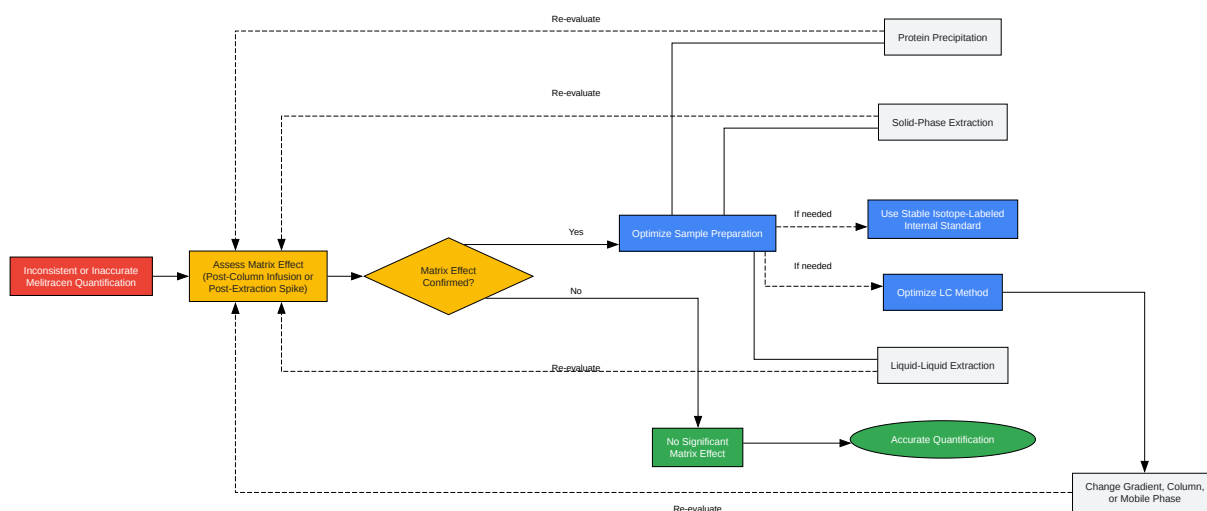 Re-evaluate
Protein Precipitation
Re-evaluate
Solid-Phase Extraction
If needed
Use Stable Isotope-Labeled
Internal Standard
Yes
Optimize Sample Preparation
Inconsistent or Inaccurate
Melitracen Quantification
Assess Matrix Effect
(Post-Column Infusion or
Post-Extraction Spike)
Matrix Effect
Confirmed?
If needed
No
Optimize LC Method
Re-evaluate
Liquid-Liquid Extraction
No Significant
Matrix Effect
Accurate Quantification
Change Gradient, Column,
or Mobile Phase
Re-evaluate